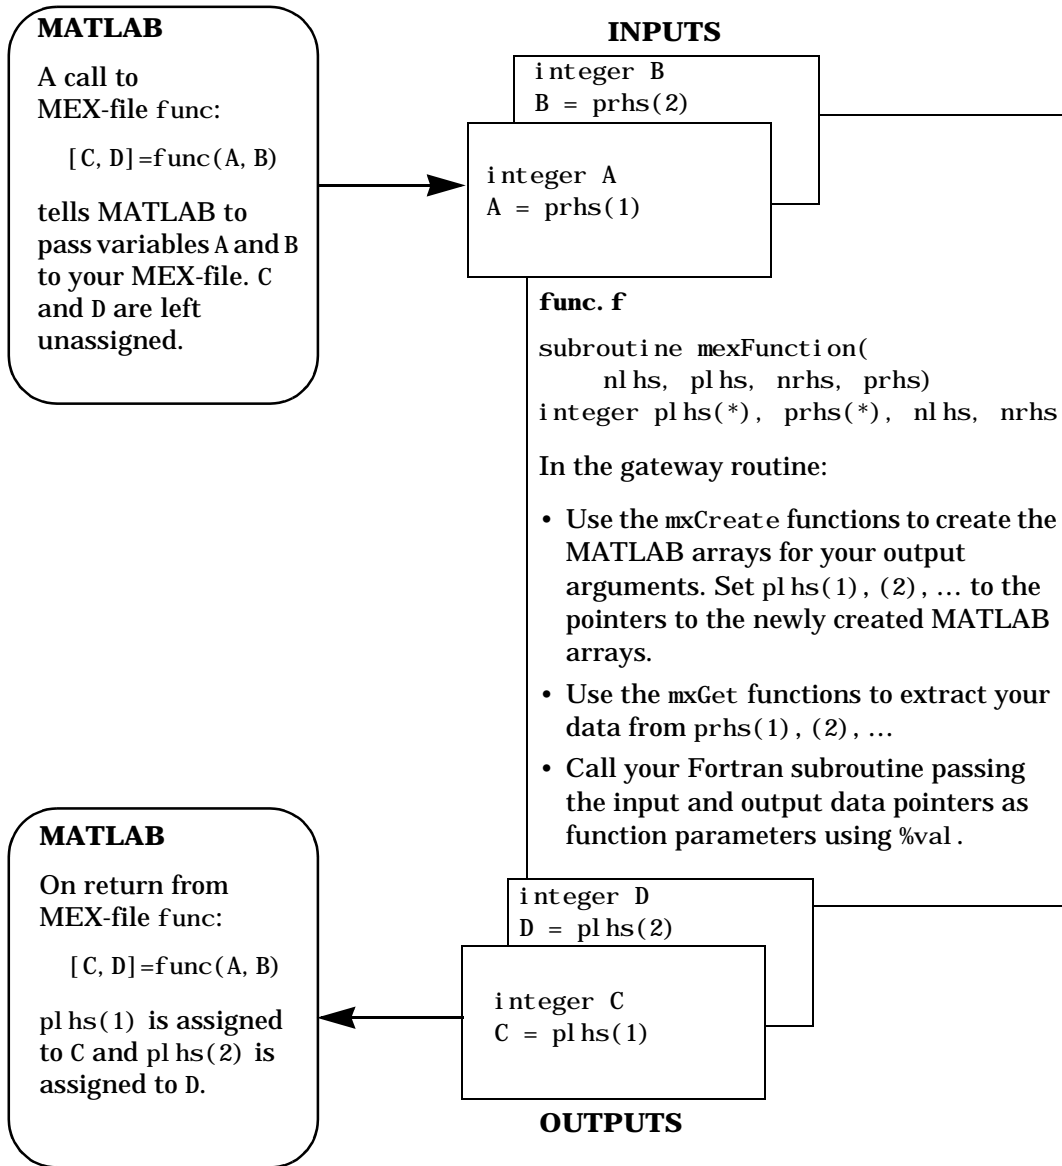 MATLAB
A call to
MEX-file func:
[C, D]=func(A, B)
tells MATLAB to
pass variables A and B
to your MEX-file. C
and D are left
unassigned.
INPUTS
integer B
B = prhs(2)
integer A
A = prhs(1)
func.f
subroutine mexFunction(
nlhs, plhs, nrhs, prhs)
integer plhs(*), prhs(*), nlhs, nrhs
In the gateway routine:
• Use the mxCreate functions to create the
MATLAB arrays for your output
arguments. Set plhs(1), (2), … to the
pointers to the newly created MATLAB
arrays.
• Use the mxGet functions to extract your
data from prhs(1), (2), …
• Call your Fortran subroutine passing
the input and output data pointers as
function parameters using %val.
MATLAB
On return from
MEX-file func:
[C, D]=func(A, B)
plhs(1) is assigned
to C and plhs(2) is
assigned to D.
integer D
D = plhs(2)
integer C
C = plhs(1)
OUTPUTS